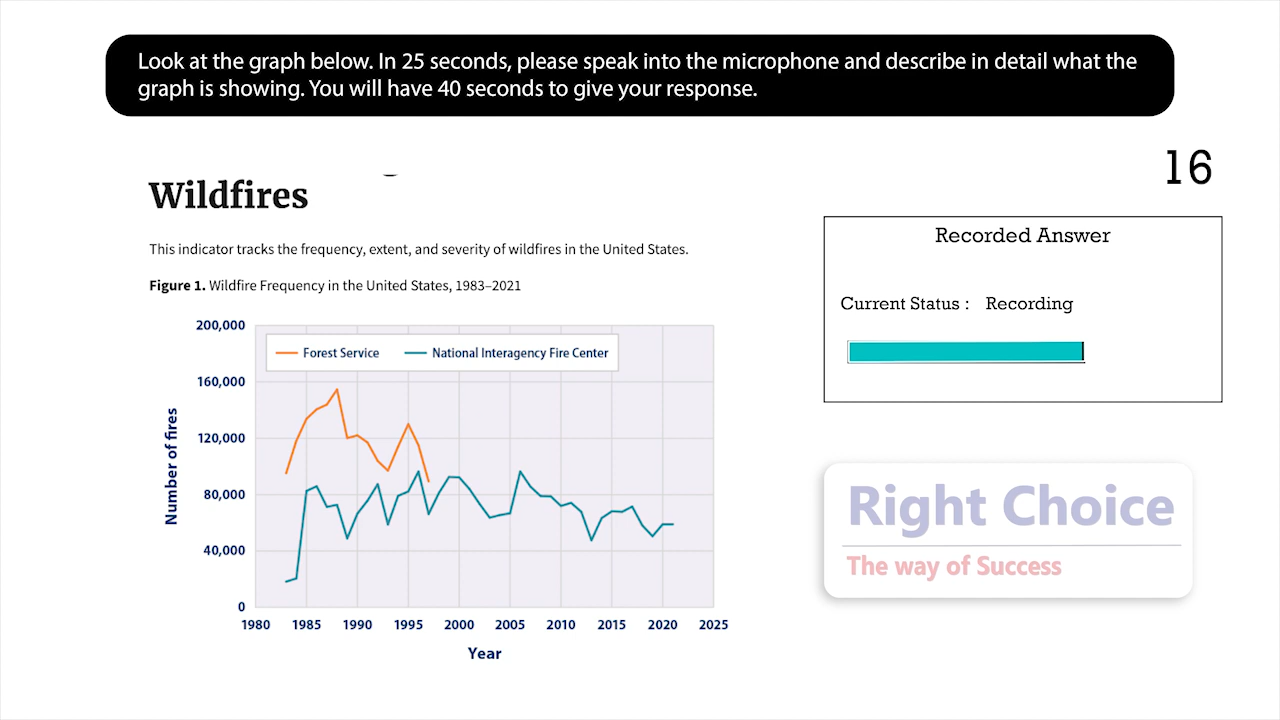 Look at the graph below. In 25 seconds, please speak into the microphone and describe in detail what the
graph is showing. You will have 40 seconds to give your response.
16
Wildfires
This indicator tracks the frequency, extent, and severity of wildfires in the United States.
Figure 1. Wildfire Frequency in the United States, 1983–2021
200,000
160,000
120,000
80,000
40,000
0
Number of fires
Forest Service
National Interagency Fire Center
1980 1985 1990 1995 2000 2005 2010 2015 2020 2025
Year
Recorded Answer
Current Status : Recording
Right Choice
The way of Success